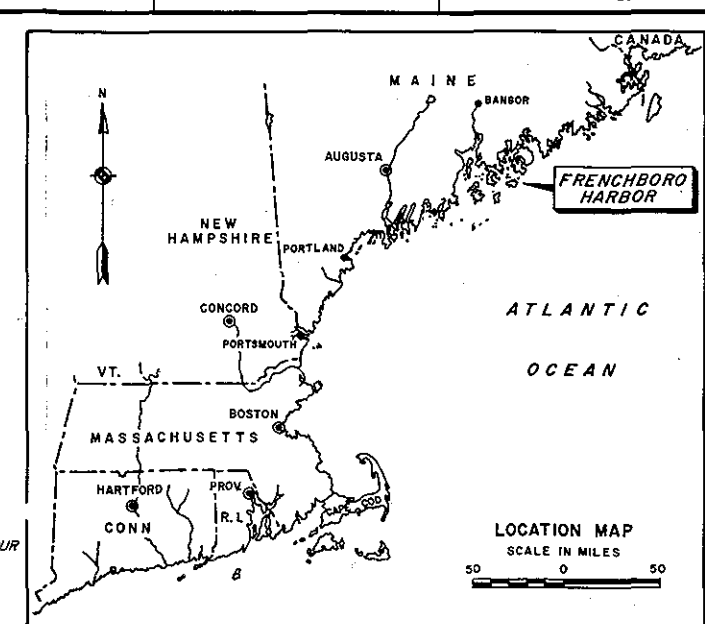 CANADA
MAINE
N
BANGOR
AUGUSTA
FRENCHBORO
HARBOR
NEW
HAMPSHIRE
PORTLAND
CONCORD
ATLANTIC
PORTSMOUTH
OCEAN
VT.
BOSTON
MASSACHUSETTS
HARTFORD
PROV.
R.I.
CAPE COD
CONN
LOCATION MAP
SCALE IN MILES
UR
50 0 50